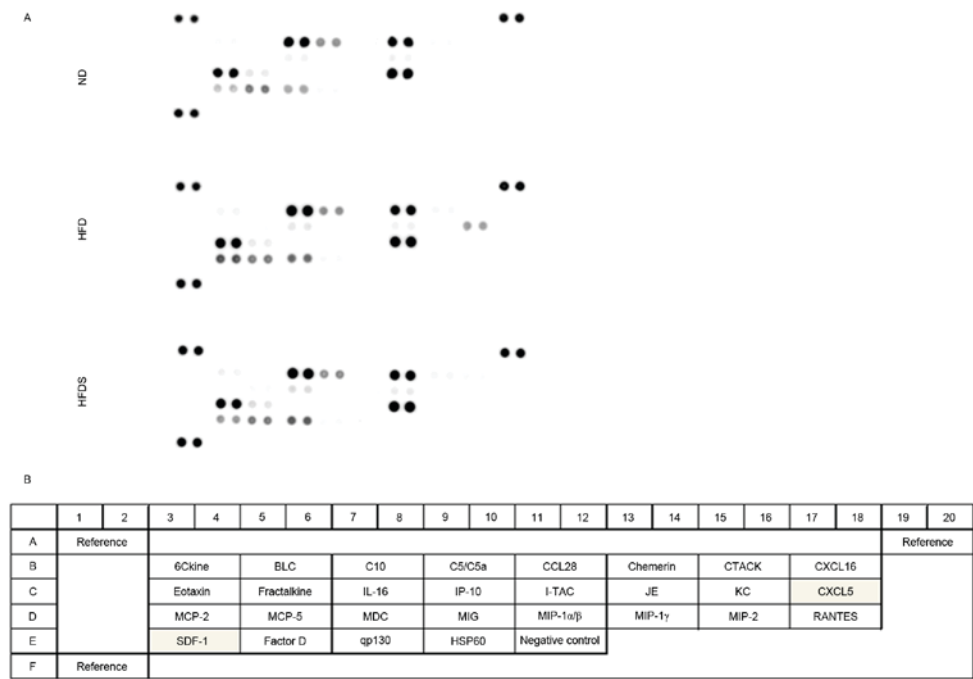 A
ND
HFD
HFDS
B
1 2 3 4 5 6 7 8 9 10 11 12 13 14 15 16 17 18 19 20
A Reference Reference
B 6Ckine BLC C10 C5/C5a CCL28 Chemerin CTACK CXCL16
C Eotaxin Fractalkine IL-16 IP-10 I-TAC JE KC CXCL5
D MCP-2 MCP-5 MDC MIG MIP-1α/β MIP-1γ MIP-2 RANTES
E SDF-1 Factor D qp130 HSP60 Negative control
F Reference